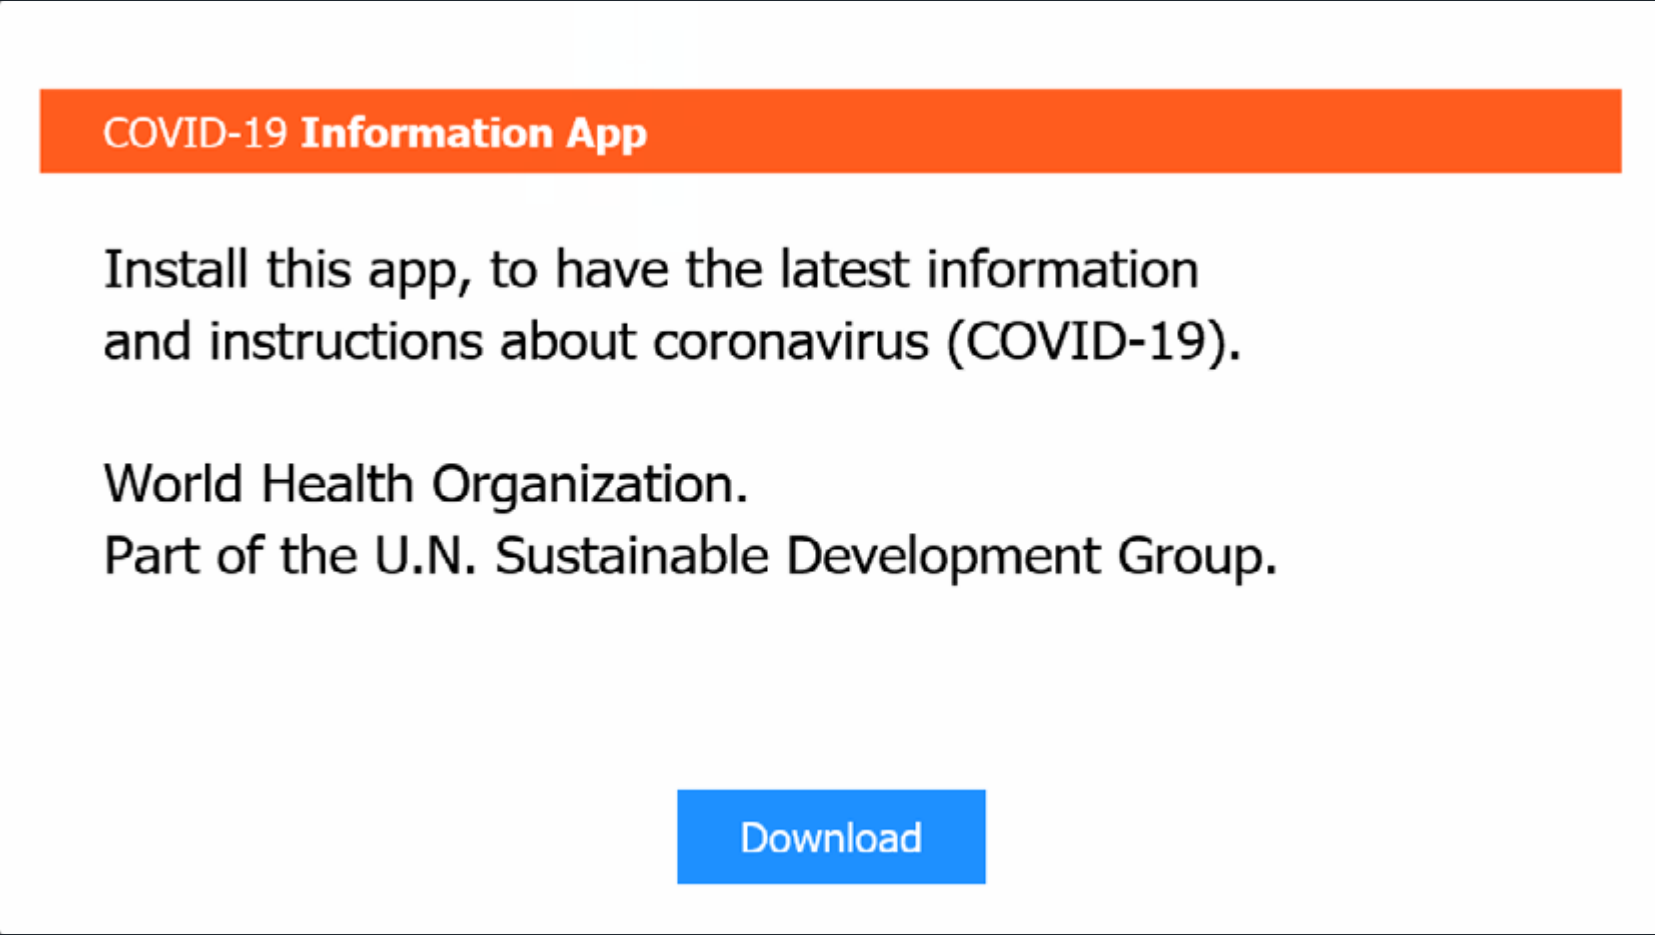 COVID-19 Information App
Install this app, to have the latest information
and instructions about coronavirus (COVID-19).
World Health Organization.
Part of the U.N. Sustainable Development Group.
Download